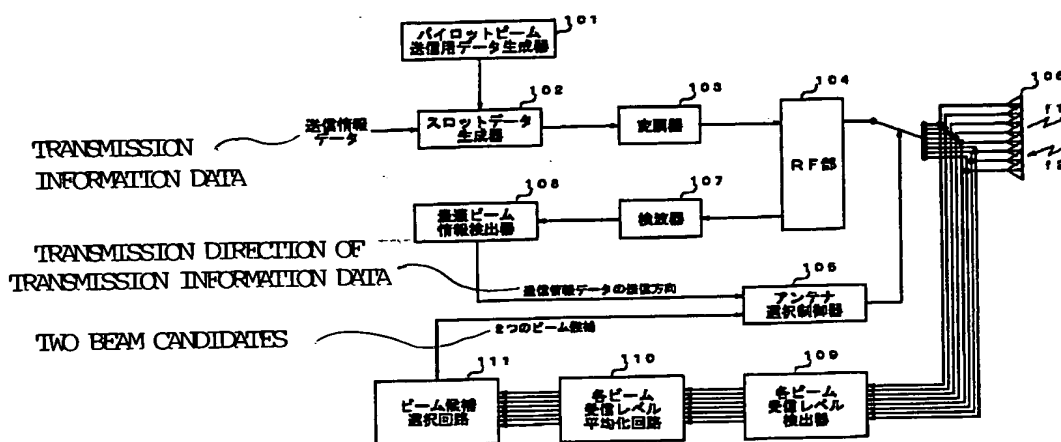 101
パイロットビーム
送信用データ生成器
102
103
104
106
送信情報
データ
スロットデータ
生成器
変調器
RF部
f1
f2
TRANSMISSION
INFORMATION DATA
108
107
最適ビーム
情報検出器
検波器
TRANSMISSION DIRECTION OF
TRANSMISSION INFORMATION DATA
送信情報データの送信方向
105
アンテナ
選択制御器
TWO BEAM CANDIDATES
2つのビーム候補
111
110
109
ビーム候補
選択回路
各ビーム
受信レベル
平均化回路
各ビーム
受信レベル
検出器